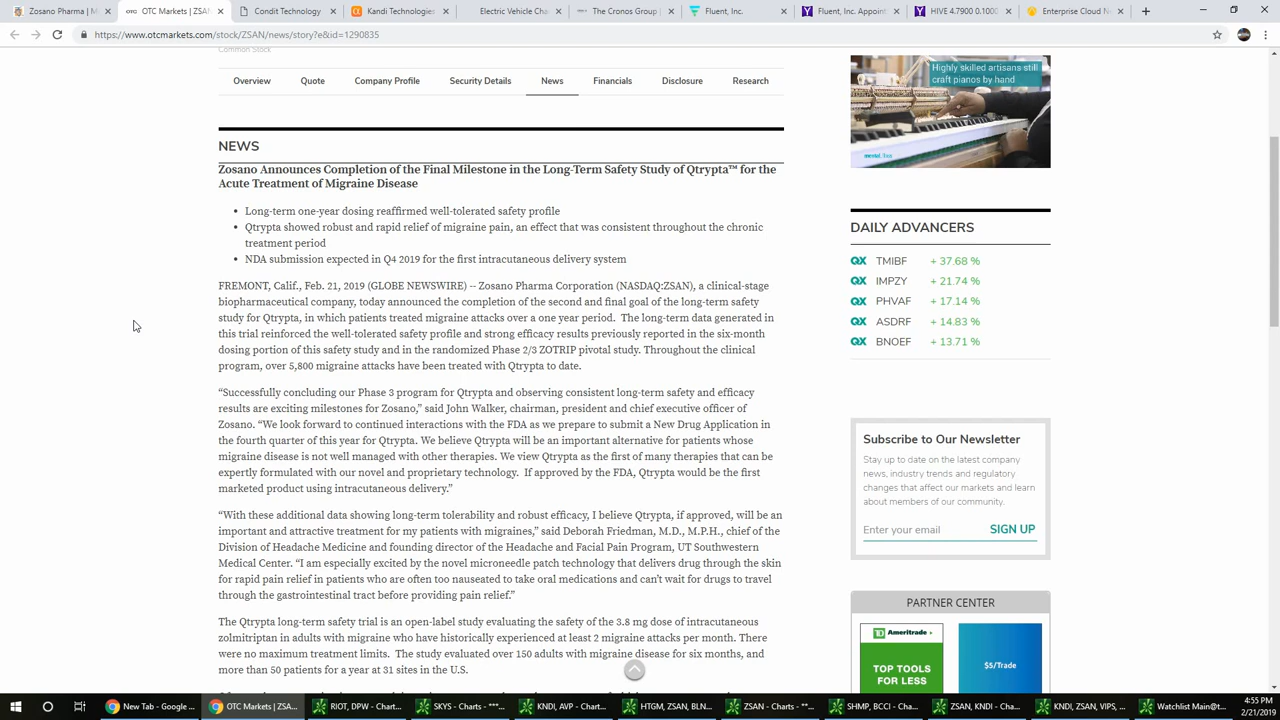 Zosano Pharma | M
OTC Markets | ZSAN
Condit Technology |
Kandi Technologies
Electric Vehicle Cha
The Cronos Group |
Fluent, Inc.
Fluent, Inc. Appoint
HIVE 4.7900 0.1000
Enterprise Cloud N
https://www.otcmarkets.com/stock/ZSAN/news/story?e&id=1290835
Common Stock
Overview Quote Company Profile Security Details News Financials Disclosure Research
NEWS
Zosano Announces Completion of the Final Milestone in the Long-Term Safety Study of Qtrypta™ for the
Acute Treatment of Migraine Disease
• Long-term one-year dosing reaffirmed well-tolerated safety profile
• Qtrypta showed robust and rapid relief of migraine pain, an effect that was consistent throughout the chronic
treatment period
• NDA submission expected in Q4 2019 for the first intracutaneous delivery system
FREMONT, Calif., Feb. 21, 2019 (GLOBE NEWSWIRE) -- Zosano Pharma Corporation (NASDAQ:ZSAN), a clinical-stage
biopharmaceutical company, today announced the completion of the second and final goal of the long-term safety
study for Qtrypta, in which patients treated migraine attacks over a one year period.  The long-term data generated in
this trial reinforced the well-tolerated safety profile and strong efficacy results previously reported in the six-month
dosing portion of this safety study and in the randomized Phase 2/3 ZOTRIP pivotal study. Throughout the clinical
program, over 5,800 migraine attacks have been treated with Qtrypta to date.
“Successfully concluding our Phase 3 program for Qtrypta and observing consistent long-term safety and efficacy
results are exciting milestones for Zosano,” said John Walker, chairman, president and chief executive officer of
Zosano. “We look forward to continued interactions with the FDA as we prepare to submit a New Drug Application in
the fourth quarter of this year for Qtrypta. We believe Qtrypta will be an important alternative for patients whose
migraine disease is not well managed with other therapies. We view Qtrypta as the first of many therapies that can be
expertly formulated with our novel and proprietary technology.  If approved by the FDA, Qtrypta would be the first
marketed product using intracutaneous delivery.”
“With these additional data showing long-term tolerability and robust efficacy, I believe Qtrypta, if approved, will be an
important and attractive treatment for my patients with migraines,” said Deborah Friedman, M.D., M.P.H., chief of the
Division of Headache Medicine and founding director of the Headache and Facial Pain Program, UT Southwestern
Medical Center. “I am especially excited by the novel microneedle patch technology that delivers drug through the skin
for rapid pain relief in patients who are often too nauseated to take oral medications and can’t wait for drugs to travel
through the gastrointestinal tract before providing pain relief.”
The Qtrypta long-term safety trial is an open-label study evaluating the safety of the 3.8 mg dose of intracutaneous
zolmitriptan in adults with migraine who have historically experienced at least 2 migraine attacks per month. There
were no maximum treatment limits.  The study evaluated over 150 adults with migraine disease for six months, and
more than 50 patients for a year at 31 sites in the U.S.
Highly skilled artisans still
craft pianos by hand
DAILY ADVANCERS
QX TMIBF + 37.68 %
QX IMPZY + 21.74 %
QX PHVAF + 17.14 %
QX ASDRF + 14.83 %
QX BNOEF + 13.71 %
Subscribe to Our Newsletter
Stay up to date on the latest company
news, industry trends and regulatory
changes that affect our markets and learn
about members of our community.
Enter your email SIGN UP
PARTNER CENTER
Ameritrade
TOP TOOLS
FOR LESS
$5/Trade
New Tab - Google ...
OTC Markets | ZSA...
RIOT, DPW - Chart...
SKYS - Charts - **...
KNDI, AVP - Chart...
HTGM, BLN...
ZSAN - Charts - **...
SHMP, BCCI - Char...
ZSAN, KNDI - Cha...
KNDI, ZSAN, VIPS, ...
Watchlist Main@t...
4:55 PM
2/21/2019